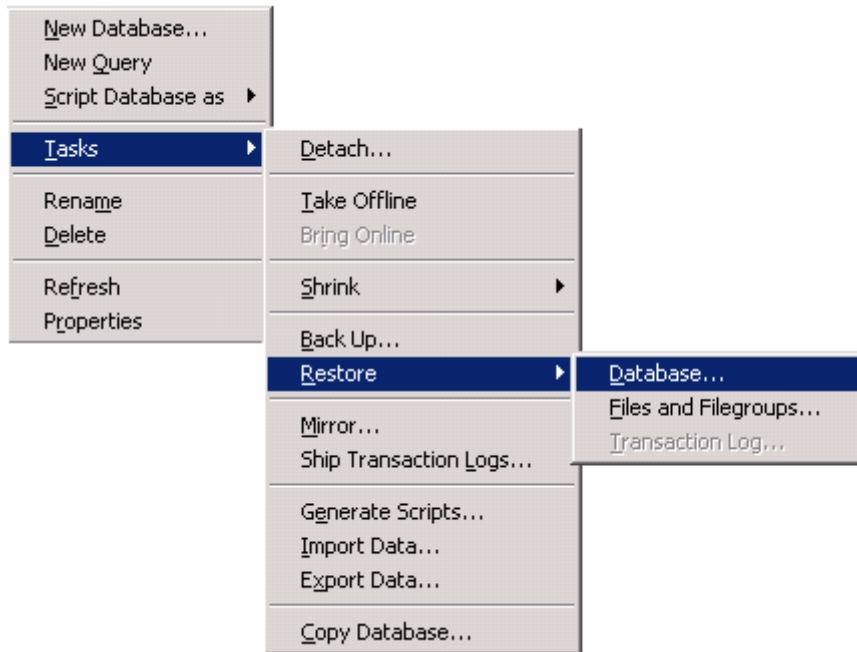 New Database...
New Query
Script Database as
Tasks
Rename
Delete
Refresh
Properties
Detach...
Take Offline
Bring Online
Shrink
Back Up...
Restore
Mirror...
Ship Transaction Logs...
Generate Scripts...
Import Data...
Export Data...
Copy Database...
Database...
Files and Filegroups...
Transaction Log...